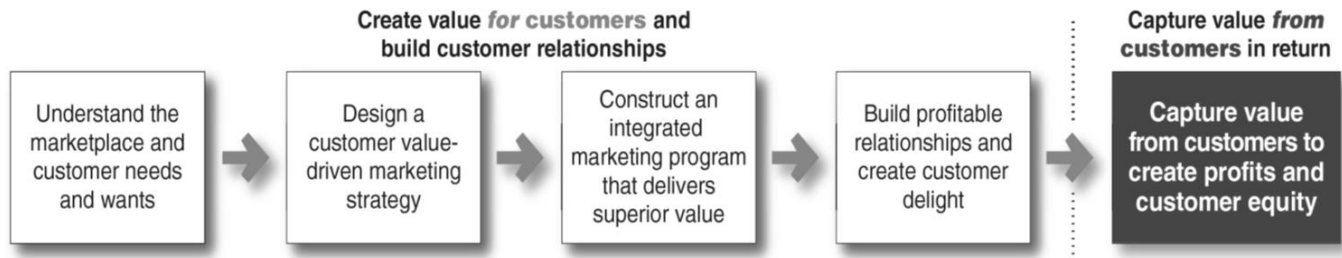 Create value for customers and
build customer relationships
Capture value from
customers in return
Understand the
marketplace and
customer needs
and wants
Design a
customer value-
driven marketing
strategy
Construct an
integrated
marketing program
that delivers
superior value
Build profitable
relationships and
create customer
delight
Capture value
from customers to
create profits and
customer equity